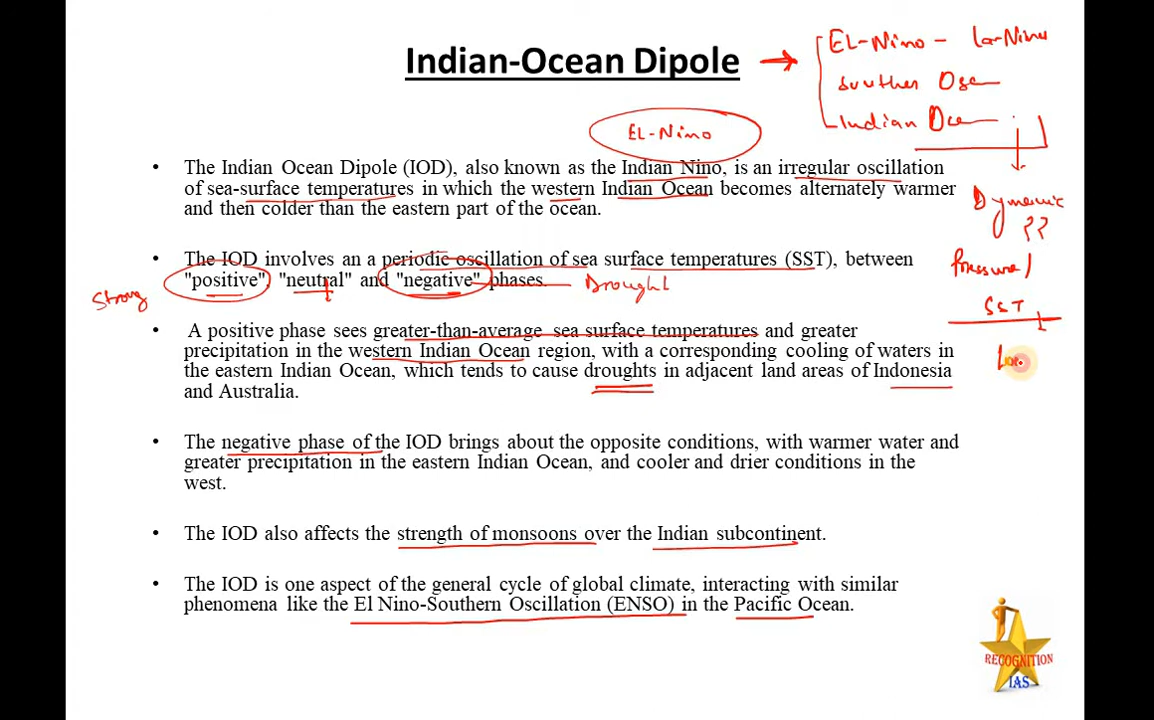 Indian-Ocean Dipole
EL-Nino - La-Nina
Souther Osc
Indian Oce
EL-Nino
• The Indian Ocean Dipole (IOD), also known as the Indian Nino, is an irregular oscillation
of sea-surface temperatures in which the western Indian Ocean becomes alternately warmer
and then colder than the eastern part of the ocean.
Dynamic
??
• The IOD involves an a periodic oscillation of sea surface temperatures (SST), between
"positive", "neutral" and "negative" phases.
Strong
Drought
Pressure/
SST
• A positive phase sees greater-than-average sea surface temperatures and greater
precipitation in the western Indian Ocean region, with a corresponding cooling of waters in
the eastern Indian Ocean, which tends to cause droughts in adjacent land areas of Indonesia
and Australia.
• The negative phase of the IOD brings about the opposite conditions, with warmer water and
greater precipitation in the eastern Indian Ocean, and cooler and drier conditions in the
west.
• The IOD also affects the strength of monsoons over the Indian subcontinent.
• The IOD is one aspect of the general cycle of global climate, interacting with similar
phenomena like the El Nino-Southern Oscillation (ENSO) in the Pacific Ocean.
RECOGNITION
IAS